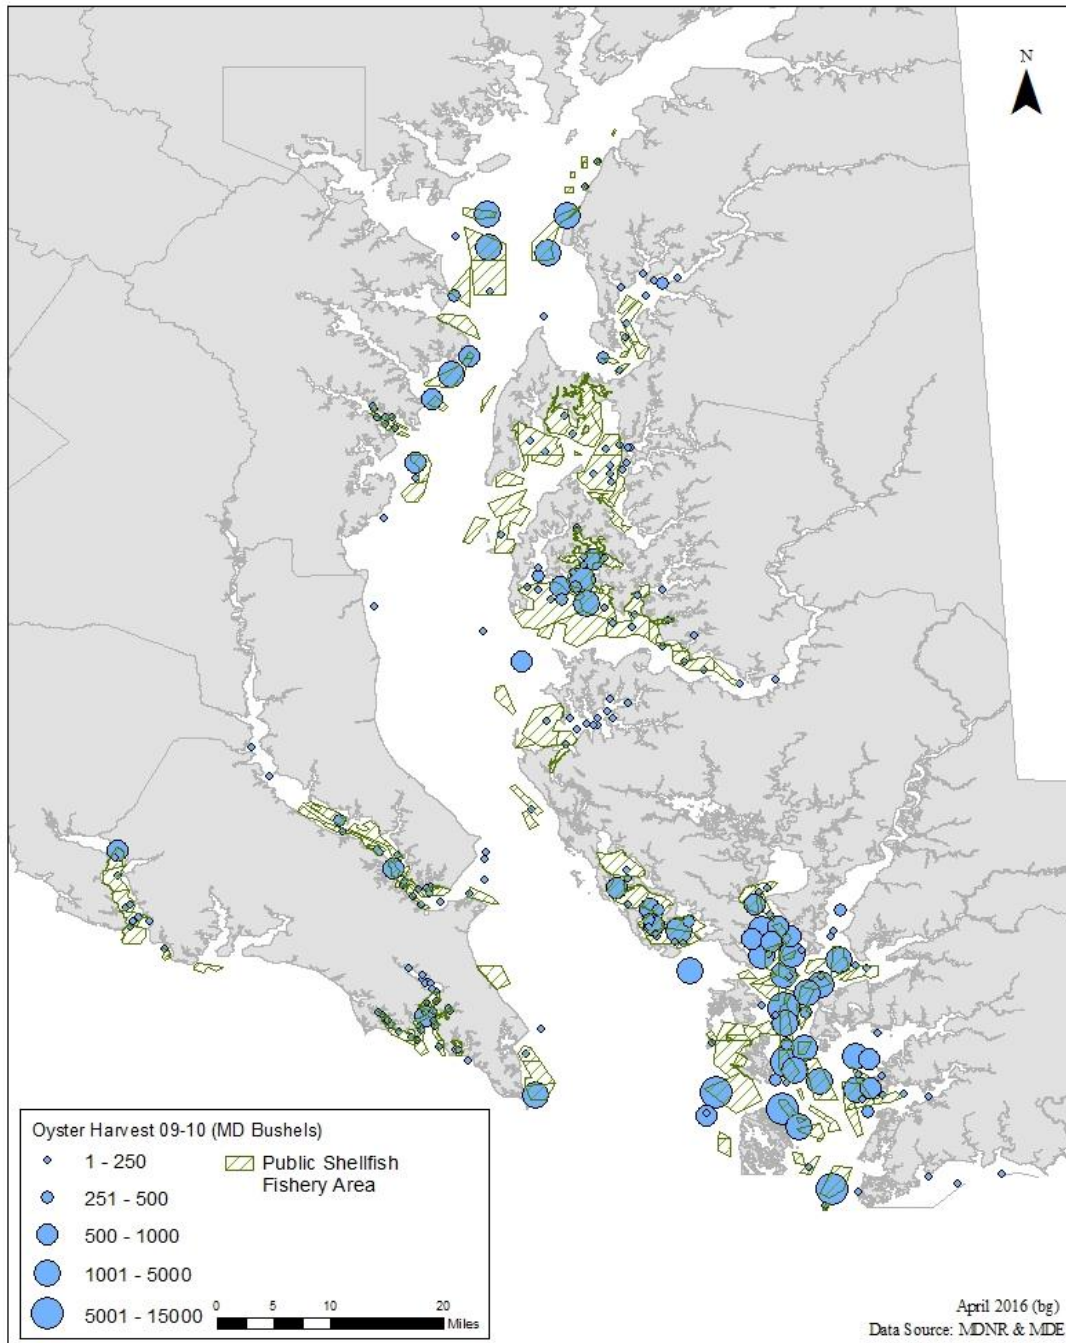 N
Oyster Harvest 09-10 (MD Bushels)
1 - 250
251 - 500
500 - 1000
1001 - 5000
5001 - 15000
Public Shellfish
Fishery Area
0 5 10 20
Miles
April 2016 (bg)
Data Source: MDNR & MDE